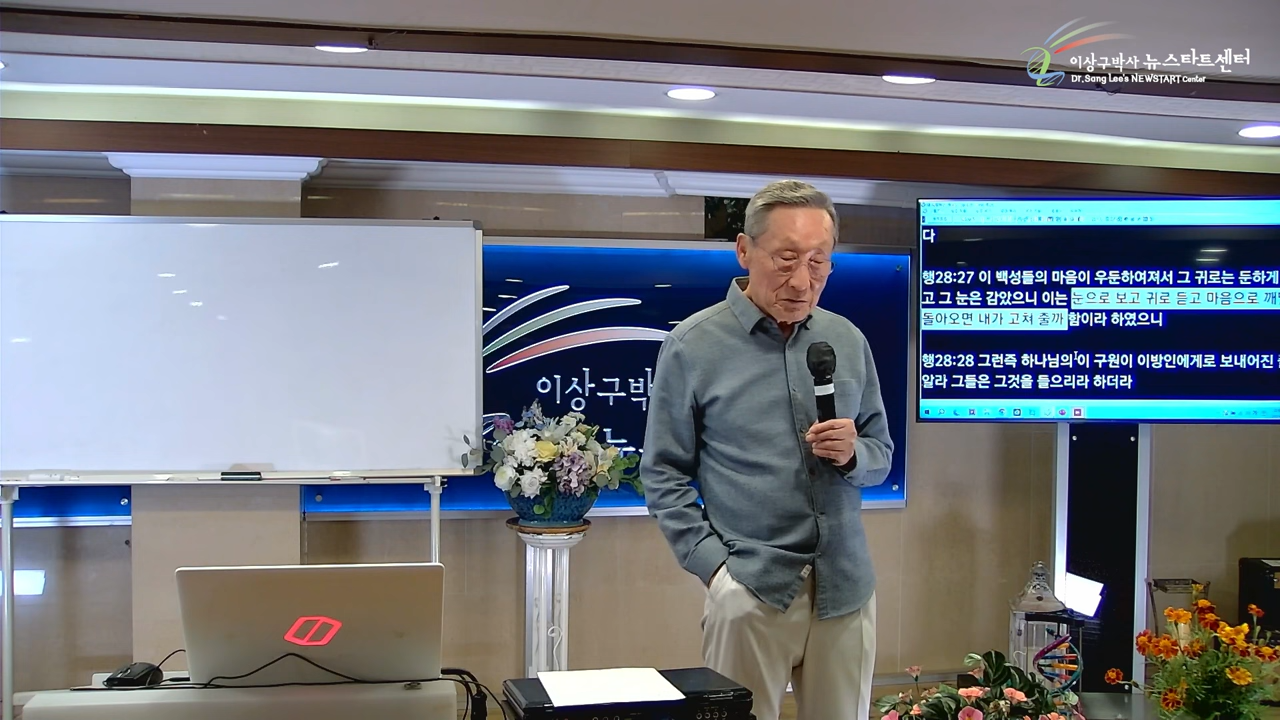 이상구박사 뉴스타트센터
Dr. Sang Lee's NEWSTART Center
다
행28:27 이 백성들의 마음이 우둔하여져서 그 귀로는 둔하게
고 그 눈은 감았으니 이는 눈으로 보고 귀로 듣고 마음으로
돌아오면 내가 고쳐 줄까 함이라 하였으니
행28:28 그런즉 하나님의 이 구원이 이방인에게로 보내어진
알라 그들은 그것을 들으리라 하더라
이상구